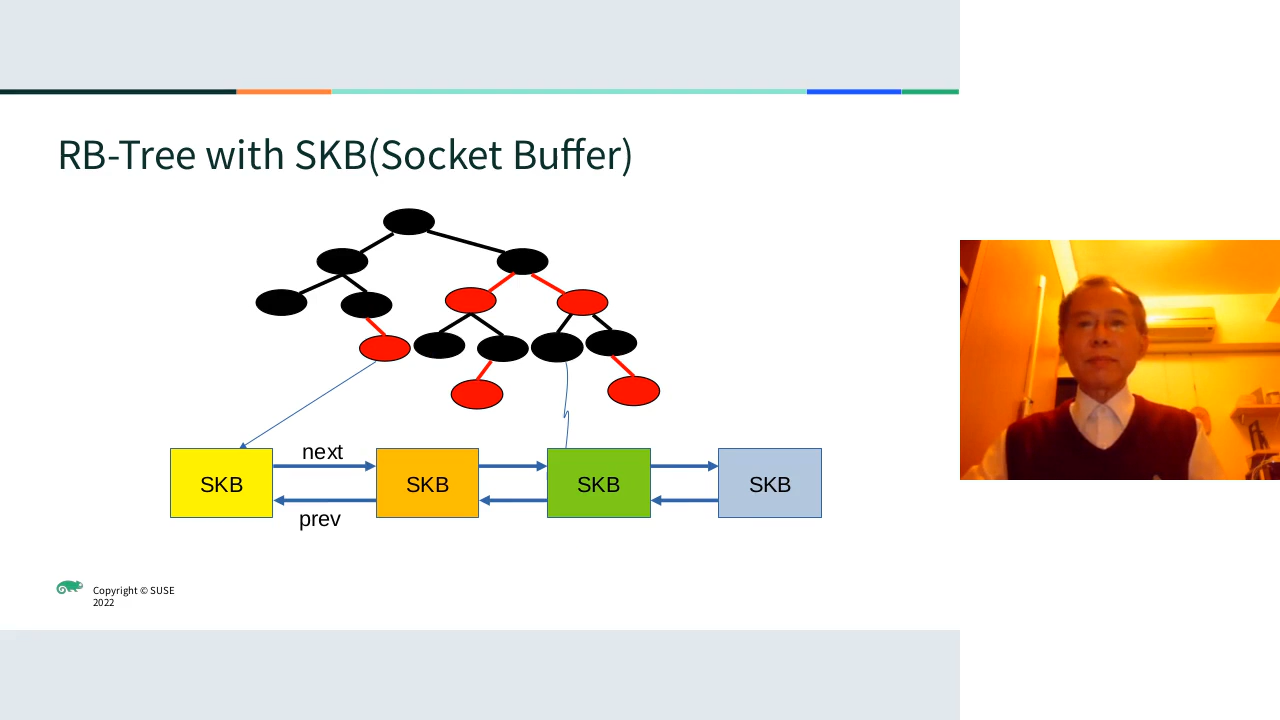 RB-Tree with SKB(Socket Buffer)
next
SKB SKB SKB SKB
prev
Copyright © SUSE
2022